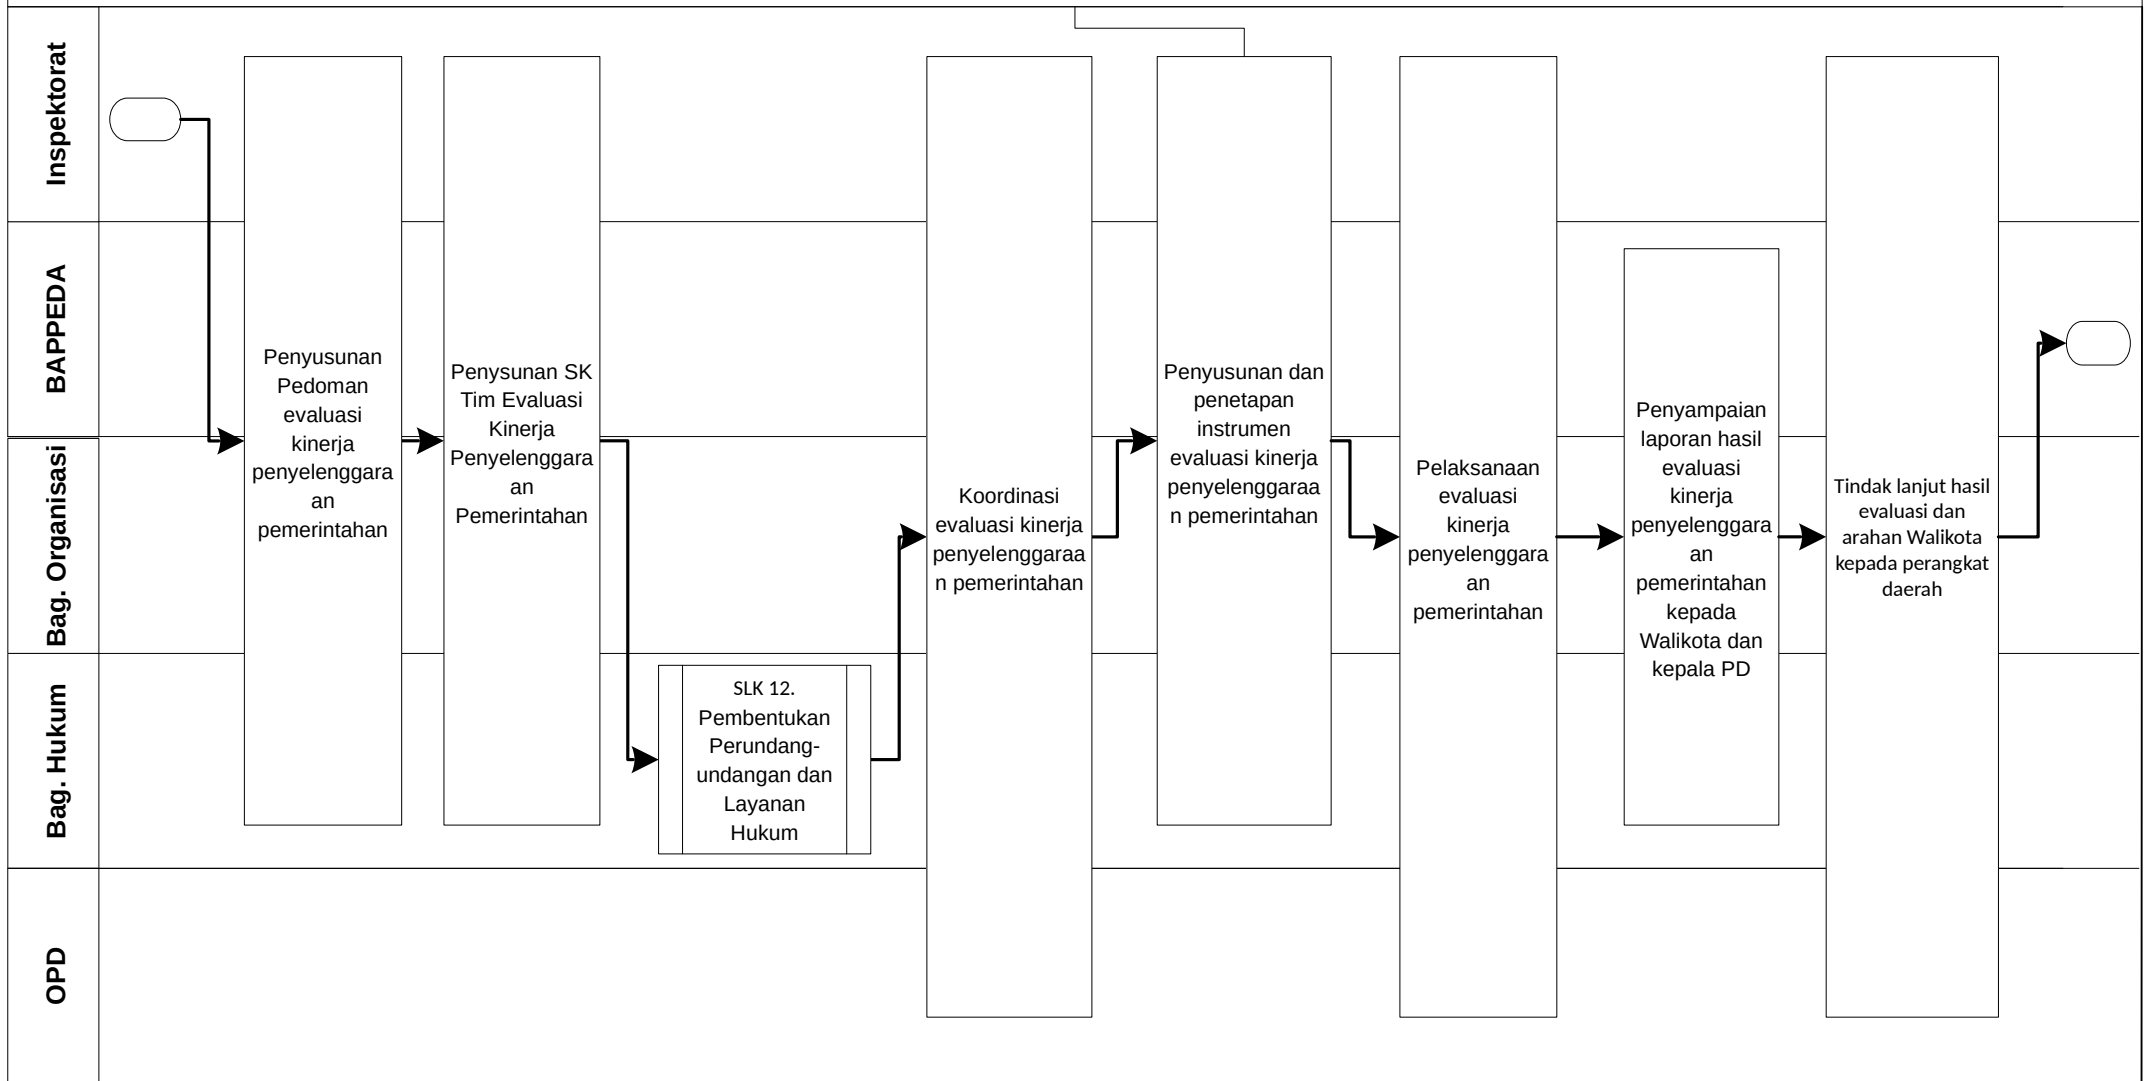 Inspektorat
BAPPEDA
Bag. Organisasi
Bag. Hukum
OPD
Penyusunan
Pedoman
evaluasi
kinerja
penyelenggara
an
pemerintahan
Penysunan SK
Tim Evaluasi
Kinerja
Penyelenggara
an
Pemerintahan
SLK 12.
Pembentukan
Perundang-
undangan dan
Layanan
Hukum
Koordinasi
evaluasi kinerja
penyelenggaraa
n pemerintahan
Penyusunan dan
penetapan
instrumen
evaluasi kinerja
penyelenggaraa
n pemerintahan
Pelaksanaan
evaluasi
kinerja
penyelenggara
an
pemerintahan
Penyampaian
laporan hasil
evaluasi
kinerja
penyelenggara
an
pemerintahan
kepada
Walikota dan
kepala PD
Tindak lanjut hasil
evaluasi dan
arahan Walikota
kepada perangkat
daerah